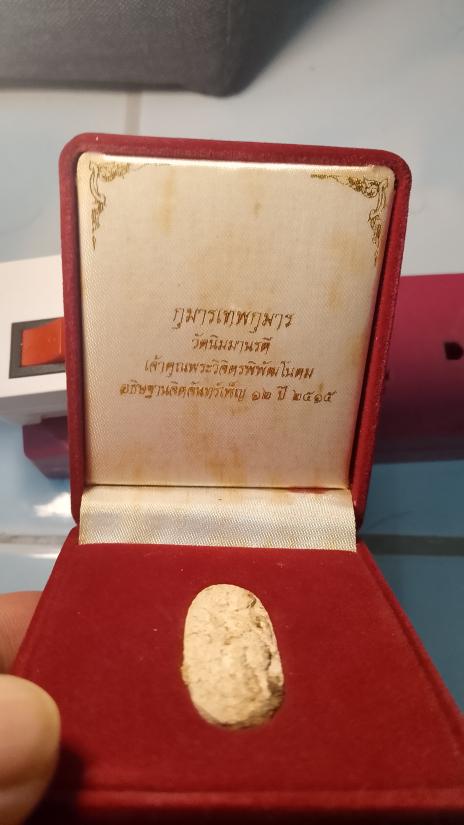 กุมารเทพกุมาร
วัดนิมมานรดี
เจ้าคุณพระวิจิตรพิพัฒโนดม
อธิษฐานจิตจันทร์เพ็ญ ๑๒ ปี ๒๕๑๕